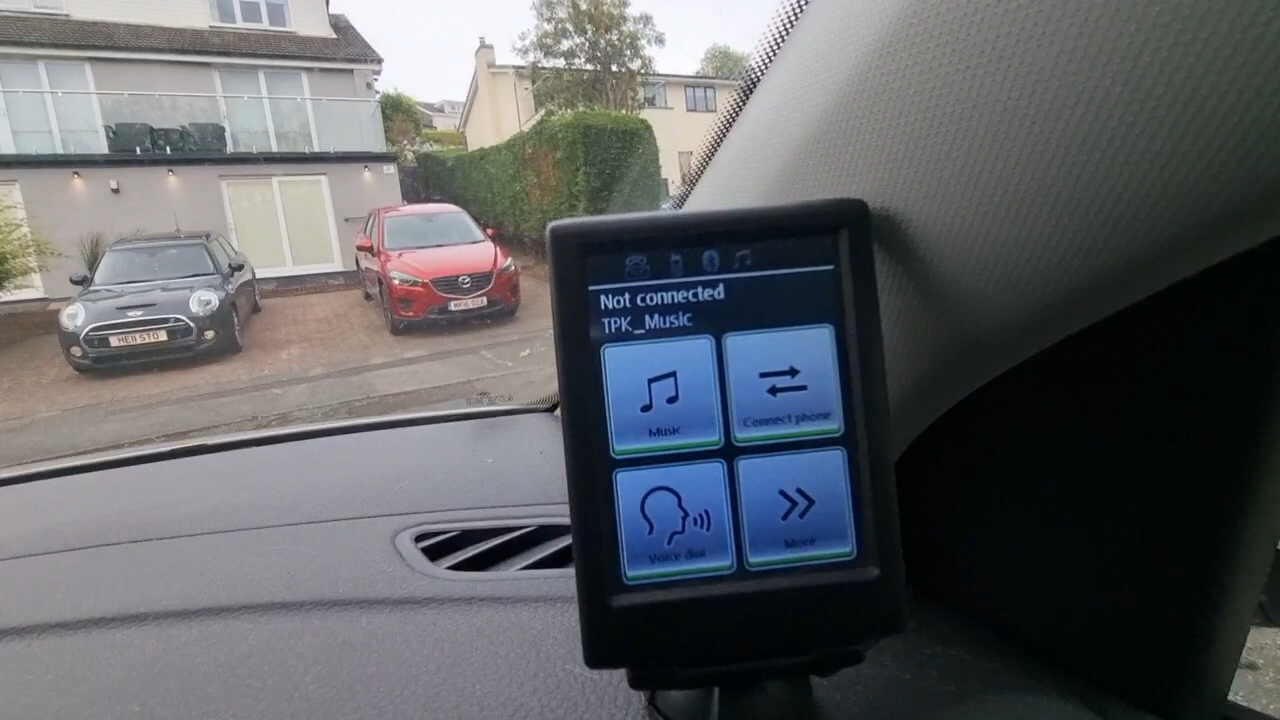 Not connected
TPK_Music
Music
Connect phone
Voice dial
More
HE11 STO